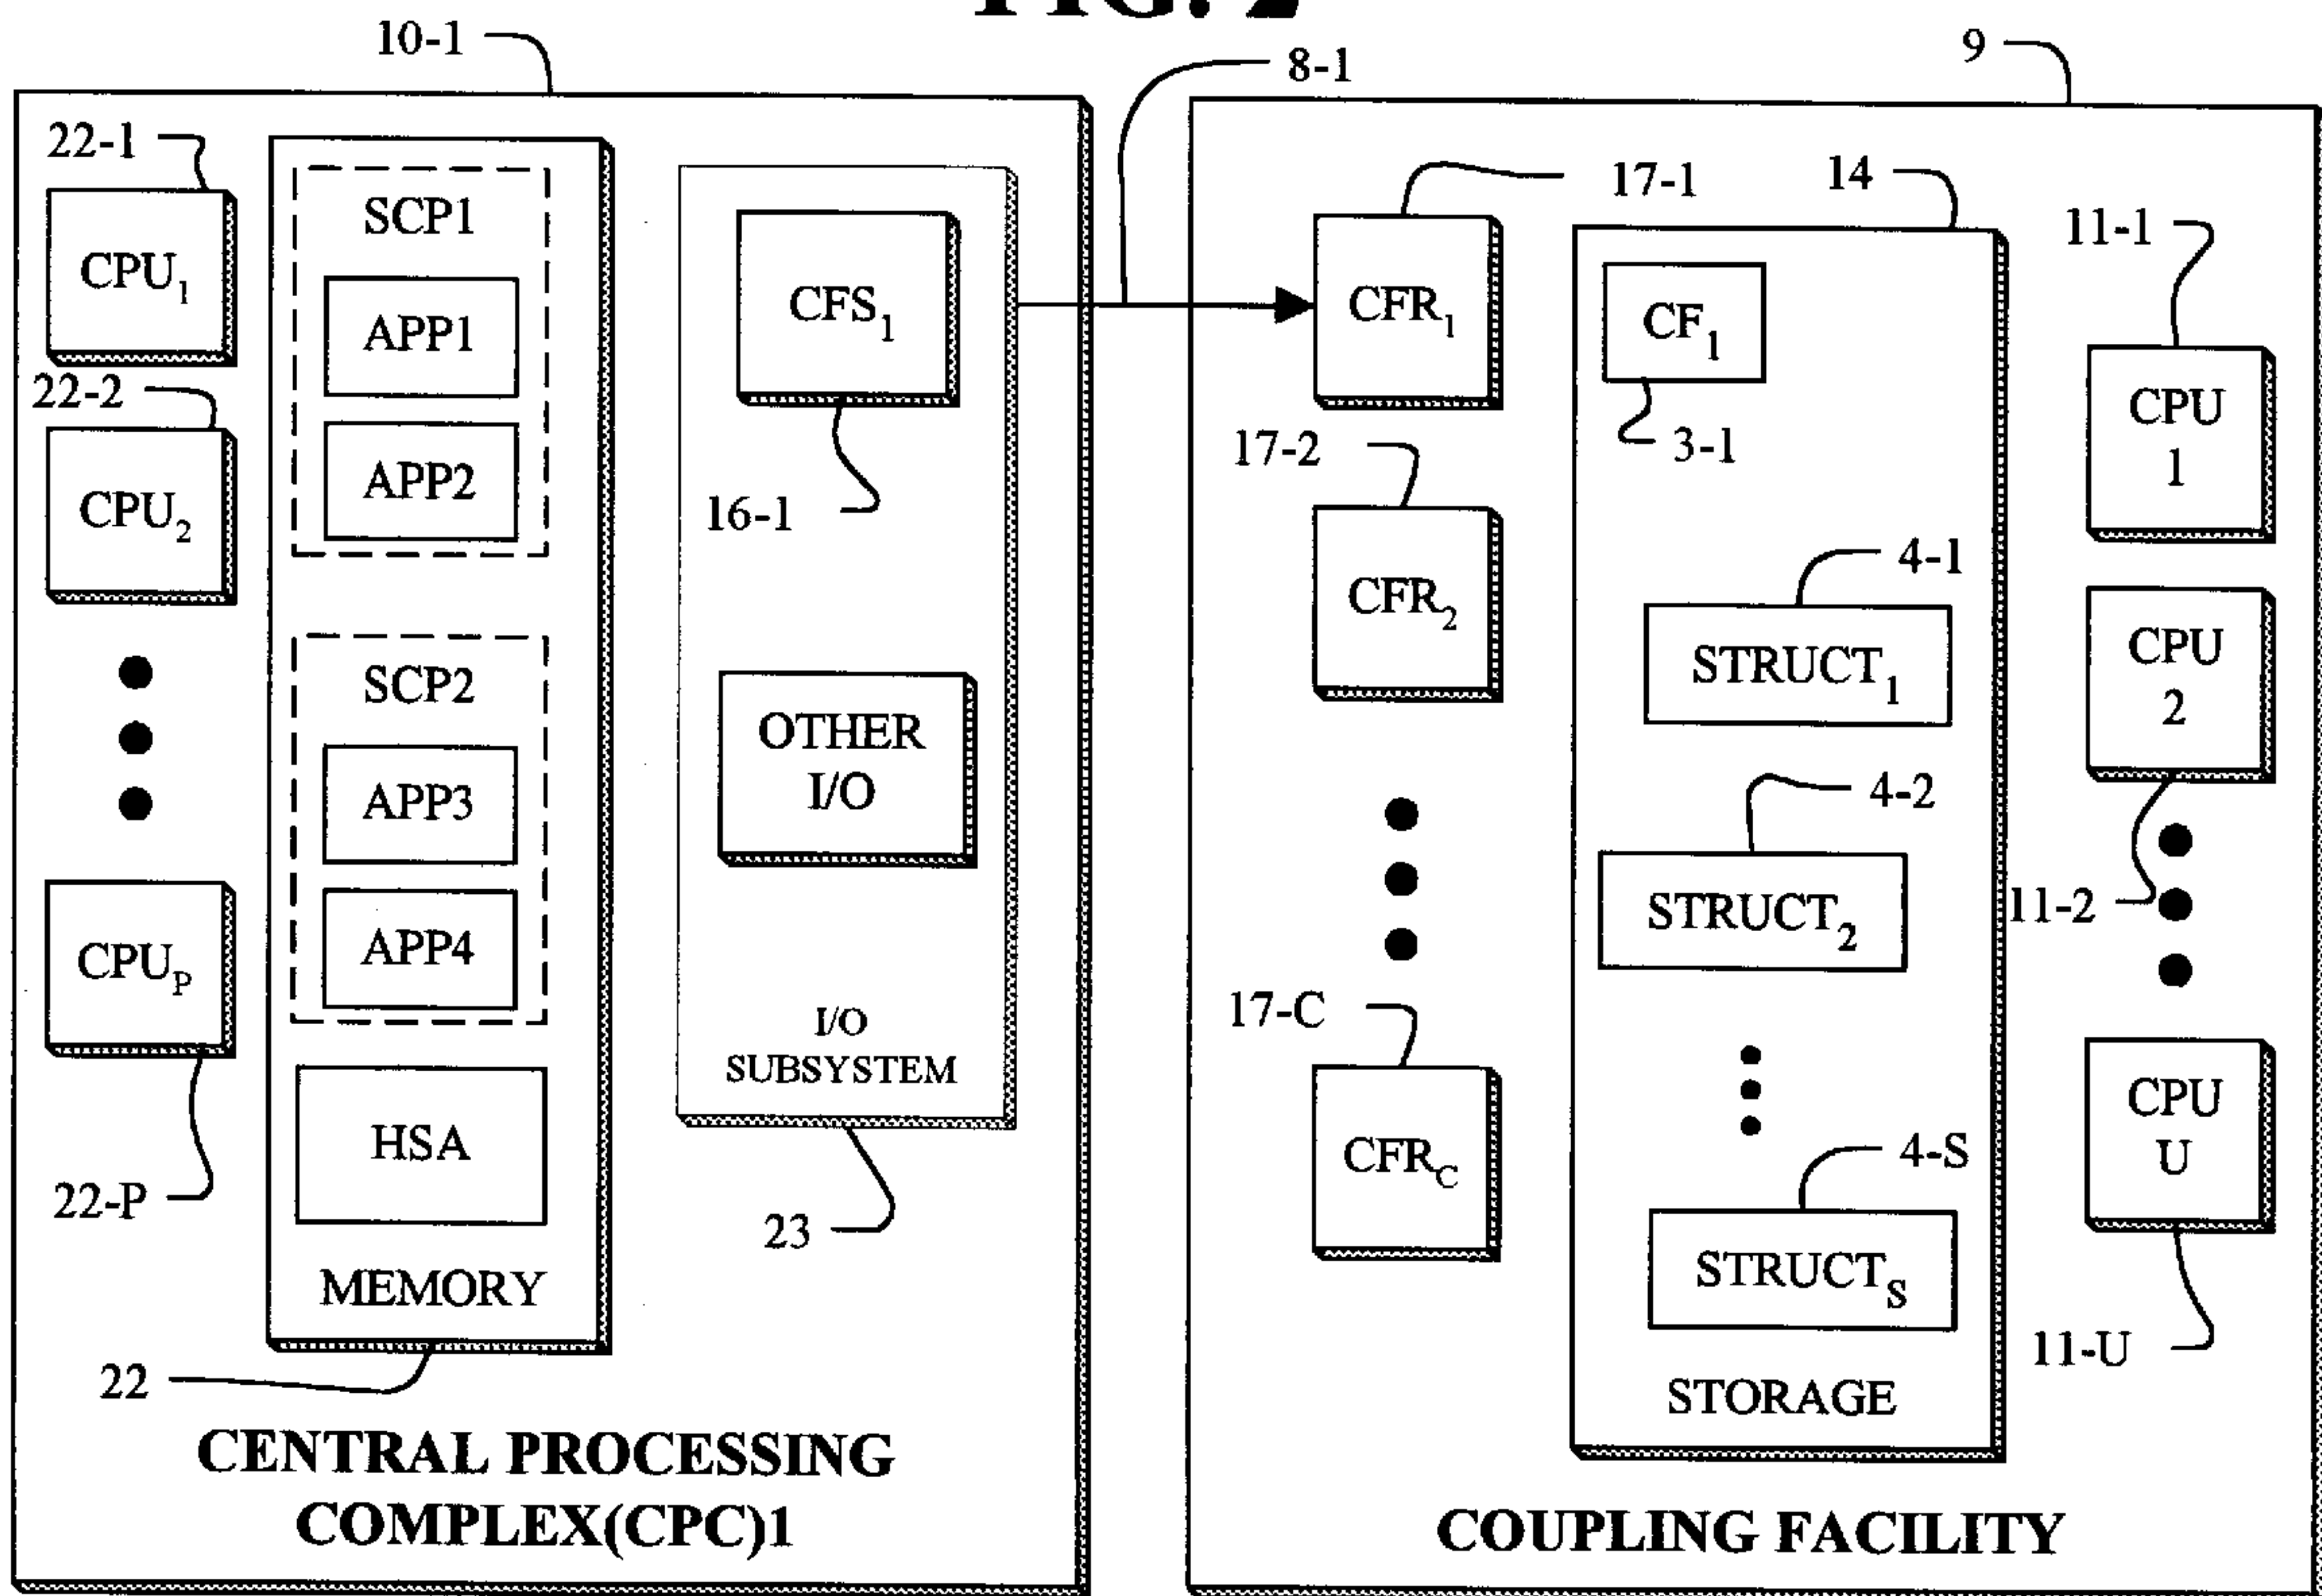 FIG. 2
10-1
8-1
9
22-1
CPU1
22-2
CPU2
CPUP
22-P
SCP1
APP1
APP2
SCP2
APP3
APP4
HSA
MEMORY
22
CFS1
16-1
OTHER
I/O
I/O
SUBSYSTEM
23
CENTRAL PROCESSING
COMPLEX(CPC)1
17-1
CFR1
17-2
CFR2
17-C
CFRC
14
CF1
3-1
4-1
STRUCT1
4-2
STRUCT2
4-S
STRUCTS
STORAGE
11-1
CPU
1
CPU
2
11-2
CPU
U
11-U
COUPLING FACILITY